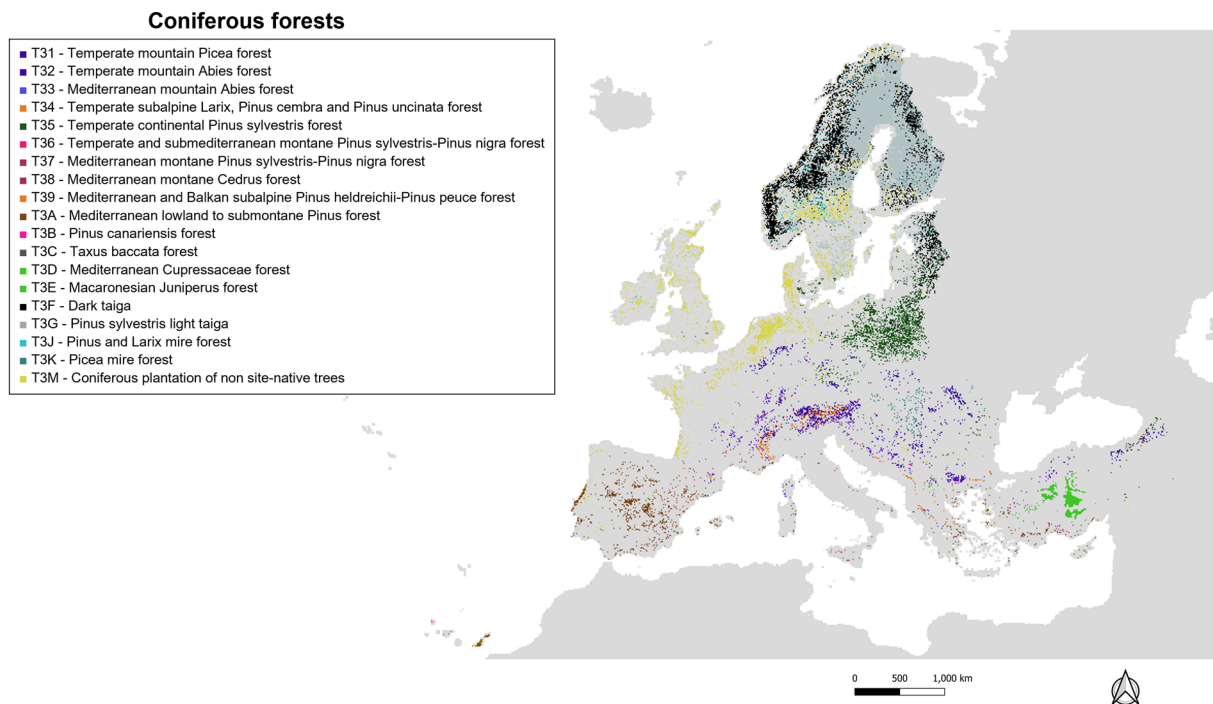 Coniferous forests
T31 - Temperate mountain Picea forest
T32 - Temperate mountain Abies forest
T33 - Mediterranean mountain Abies forest
T34 - Temperate subalpine Larix, Pinus cembra and Pinus uncinata forest
T35 - Temperate continental Pinus sylvestris forest
T36 - Temperate and submediterranean montane Pinus sylvestris-Pinus nigra forest
T37 - Mediterranean montane Pinus sylvestris-Pinus nigra forest
T38 - Mediterranean montane Cedrus forest
T39 - Mediterranean and Balkan subalpine Pinus heldreichii-Pinus peuce forest
T3A - Mediterranean lowland to submontane Pinus forest
T3B - Pinus canariensis forest
T3C - Taxus baccata forest
T3D - Mediterranean Cupressaceae forest
T3E - Macaronesian Juniperus forest
T3F - Dark taiga
T3G - Pinus sylvestris light taiga
T3J - Pinus and Larix mire forest
T3K - Picea mire forest
T3M - Coniferous plantation of non site-native trees
0 500 1,000 km